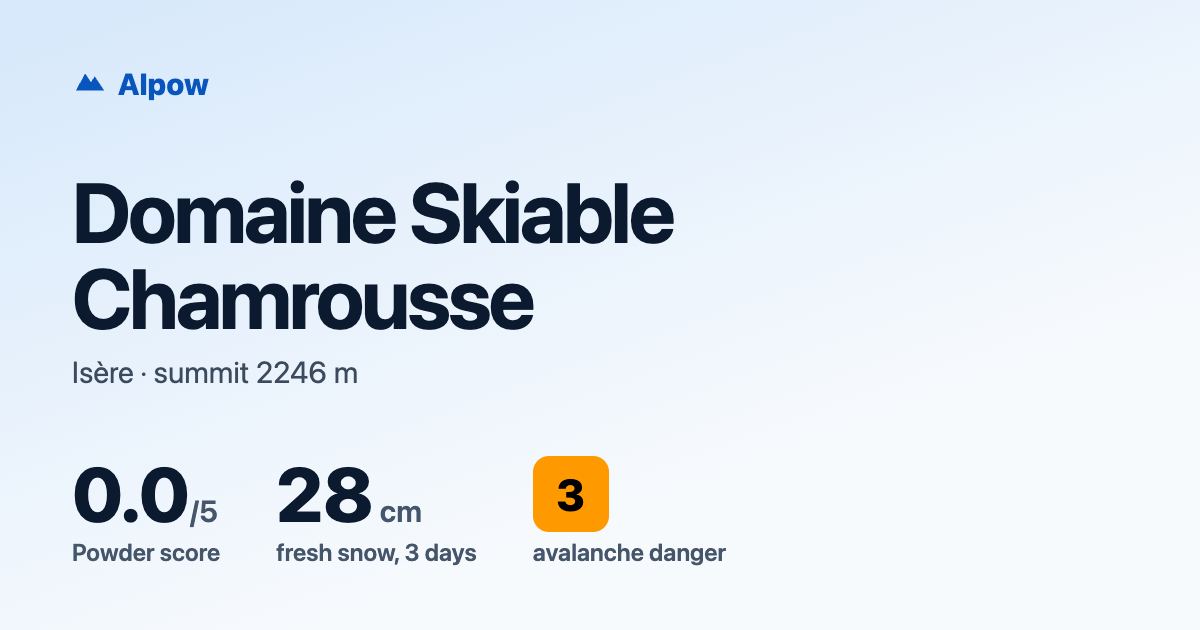 Alpow
Domaine Skiable
Chamrousse
Isère · summit 2246 m
0.0/5
28 cm
3
Powder score
fresh snow, 3 days
avalanche danger